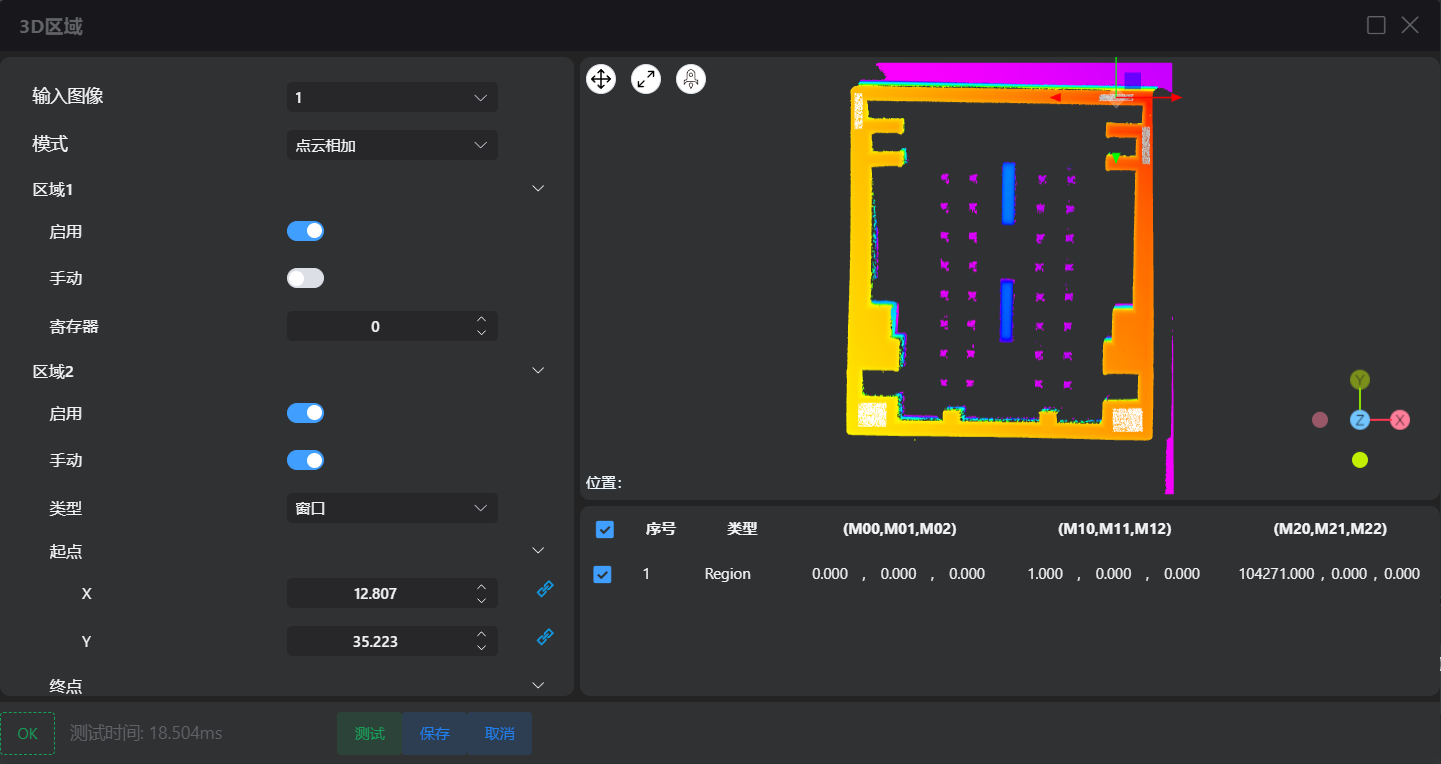 3D区域
输入图像 1
模式 点云相加
区域1
启用
手动
寄存器 0
区域2
启用
手动
类型 窗口
起点
X 12.807
Y 35.223
终点
Y
Z X
位置:
序号 类型 (M00,M01,M02) (M10,M11,M12) (M20,M21,M22)
1 Region 0.000 , 0.000 , 0.000 1.000 , 0.000 , 0.000 104271.000 , 0.000 , 0.000
OK 测试时间: 18.504ms 测试 保存 取消